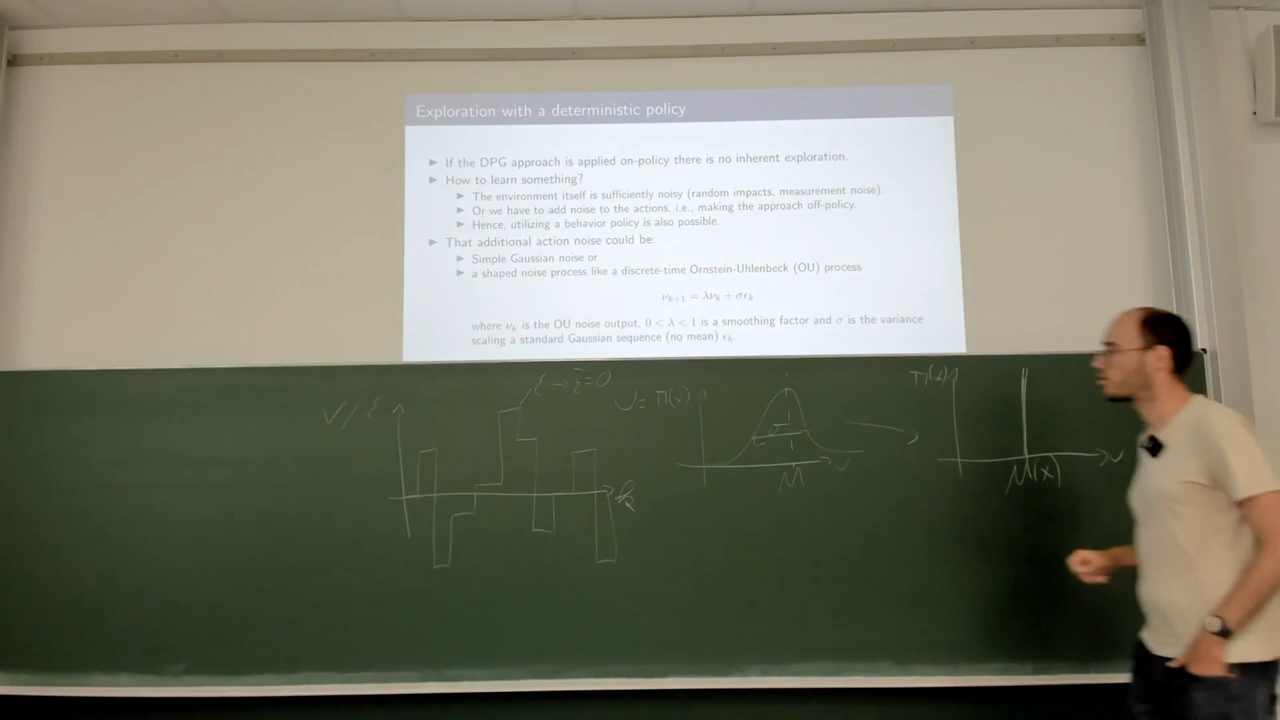 Exploration with a deterministic policy
▶ If the DPG approach is applied on-policy there is no inherent exploration.
▶ How to learn something?
▶ The environment itself is sufficiently noisy (random impacts, measurement noise).
▶ Or we have to add noise to the actions, i.e., making the approach off-policy.
▶ Hence, utilizing a behavior policy is also possible.
▶ That additional action noise could be:
▶ Simple Gaussian noise or
▶ a shaped noise process like a discrete-time Ornstein-Uhlenbeck (OU) process
νₖ₊₁ = λνₖ + σϵₖ
where νₖ is the OU noise output, 0 < λ < 1 is a smoothing factor and σ is the variance
scaling a standard Gaussian sequence (no mean) ϵₖ.
ν/ε
k
μ
μ(x)